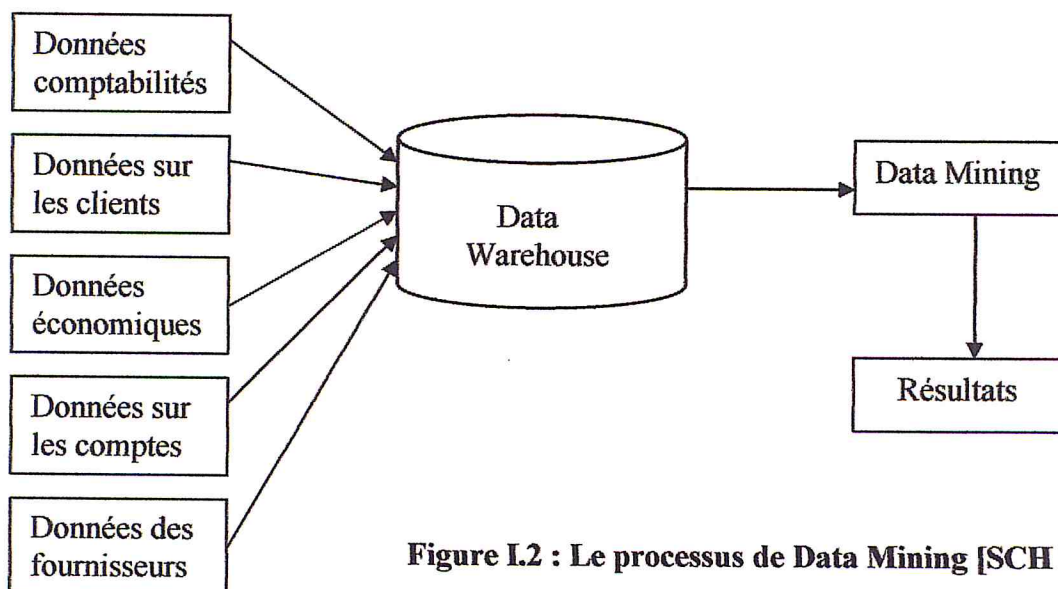 Données
comptabilités
Données sur
les clients
Données
économiques
Données sur
les comptes
Données des
fournisseurs
Data
Warehouse
Data Mining
Résultats
Figure I.2 : Le processus de Data Mining [SCH